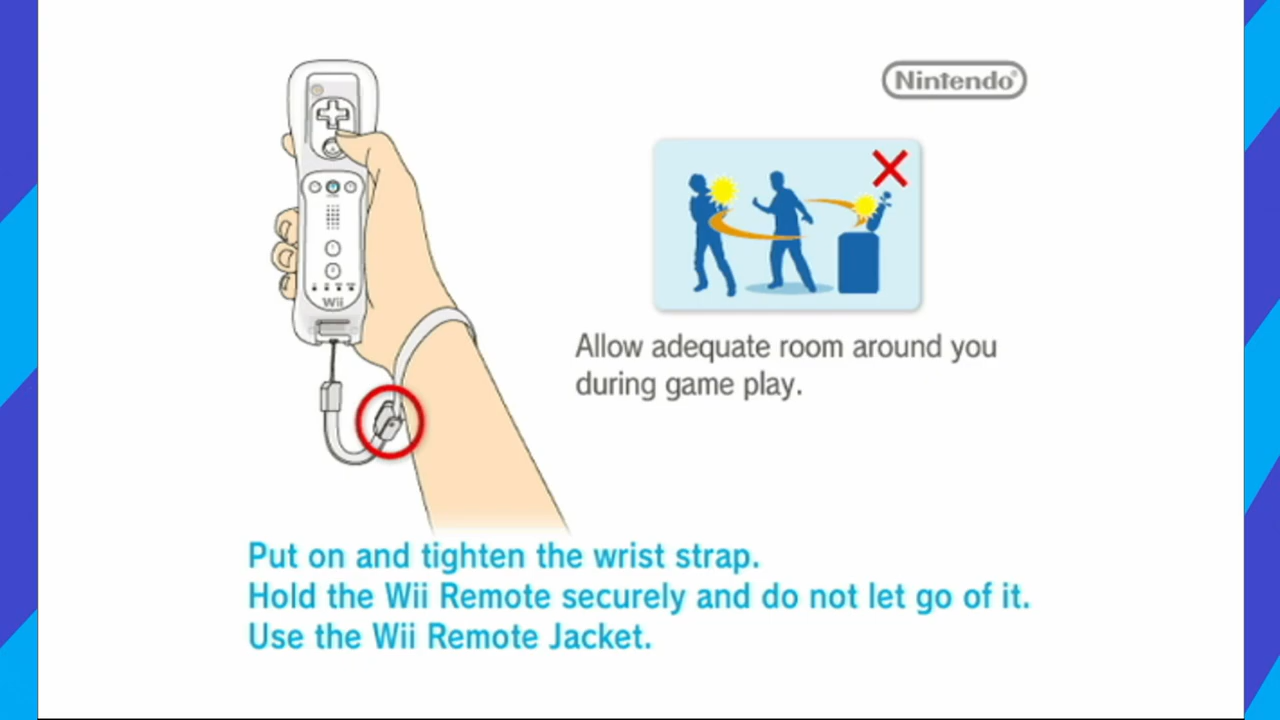 Nintendo®
Wii
Allow adequate room around you
during game play.
Put on and tighten the wrist strap.
Hold the Wii Remote securely and do not let go of it.
Use the Wii Remote Jacket.